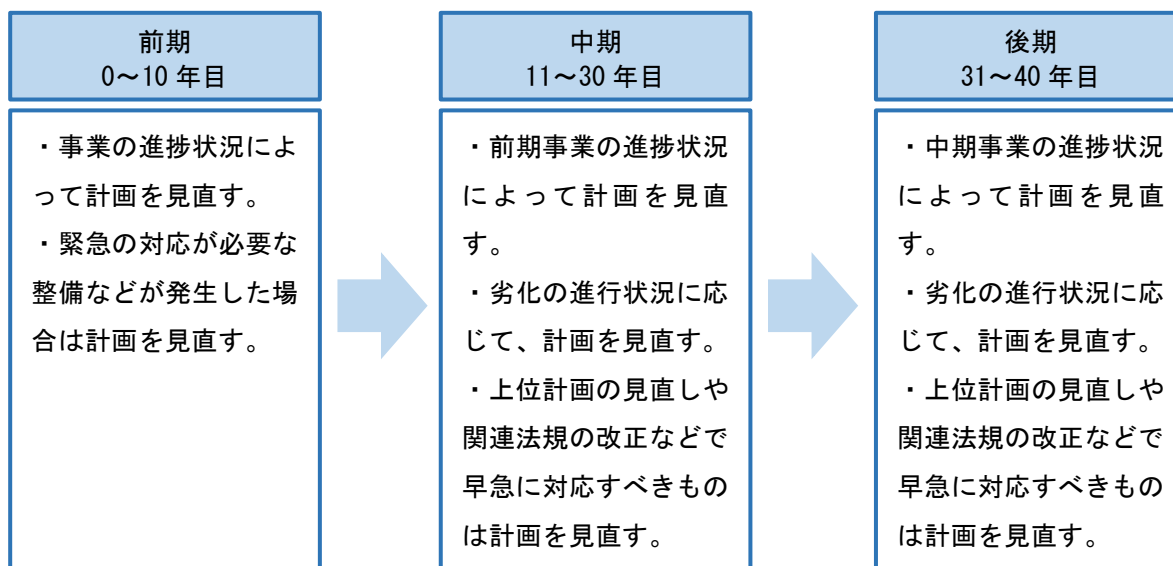 前期
0～10 年目
・事業の進捗状況によ
って計画を見直す。
・緊急の対応が必要な
整備などが発生した場
合は計画を見直す。
中期
11～30 年目
・前期事業の進捗状況
によって計画を見直
す。
・劣化の進行状況に応
じて、計画を見直す。
・上位計画の見直しや
関連法規の改正などで
早急に対応すべきもの
は計画を見直す。
後期
31～40 年目
・中期事業の進捗状況
によって計画を見直
す。
・劣化の進行状況に応
じて、計画を見直す。
・上位計画の見直しや
関連法規の改正などで
早急に対応すべきもの
は計画を見直す。